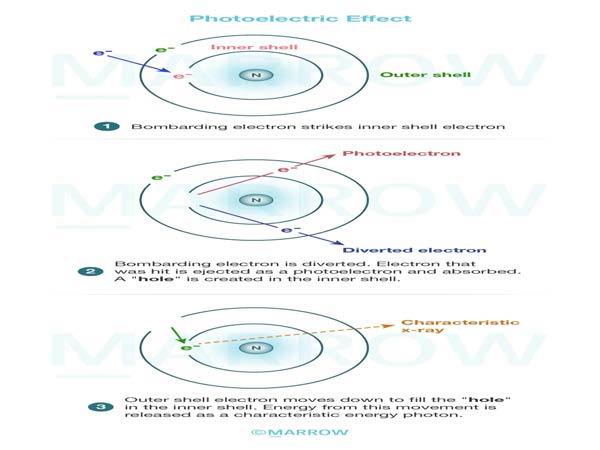 Photoelectric Effect
MARROW
e⁻
e⁻
Inner shell
e⁻
N
Outer shell
1 Bombarding electron strikes inner shell electron
MARROW
Photoelectron
e⁻
e⁻
N
e⁻
Diverted electron
Bombarding electron is diverted. Electron that
2 was hit is ejected as a photoelectron and absorbed.
A "hole" is created in the inner shell.
MARROW
Characteristic
x-ray
e⁻
N
Outer shell electron moves down to fill the "hole"
3 in the inner shell. Energy from this movement is
released as a characteristic energy photon.
©MARROW